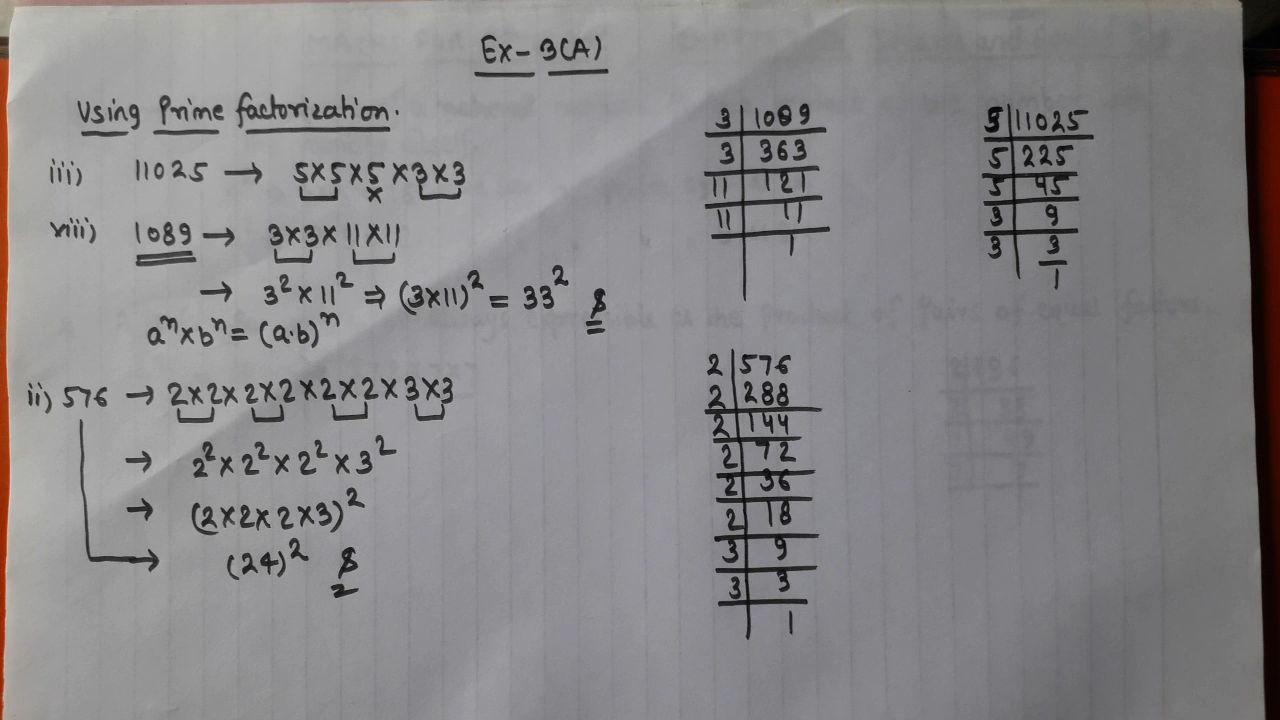 Ex- 3(A)
Using Prime factorization.
iii) 11025 → 5×5×5×3×3
×
xiii) 1089 → 3×3×11×11
→ 3²×11² ⇒ (3×11)² = 33²
aⁿ×bⁿ = (a·b)ⁿ
ii) 576 → 2×2×2×2×2×2×3×3
→ 2²×2²×2²×3²
→ (2×2×2×3)²
(24)²
3 | 1089
3 | 363
11 | 121
11 | 11
1
5 | 11025
5 | 225
5 | 45
3 | 9
3 | 3
1
2 | 576
2 | 288
2 | 144
2 | 72
2 | 36
2 | 18
3 | 9
3 | 3
1